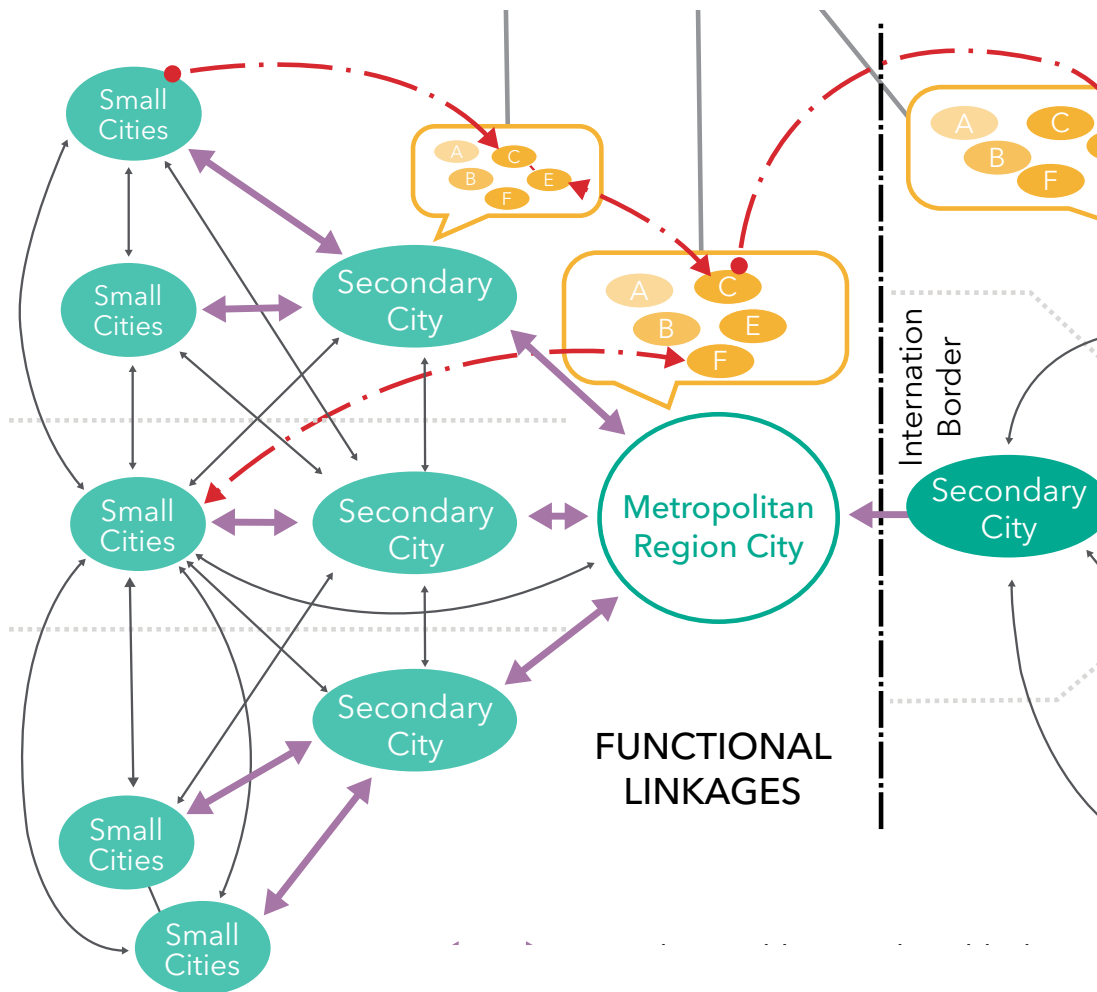 Small
Cities
A
C
B
E
F
A
C
B
F
Secondary
City
A
C
B
E
F
Small
Cities
Internation
Border
Small
Cities
Secondary
City
Metropolitan
Region City
Secondary
City
Secondary
City
FUNCTIONAL
LINKAGES
Small
Cities
Small
Cities